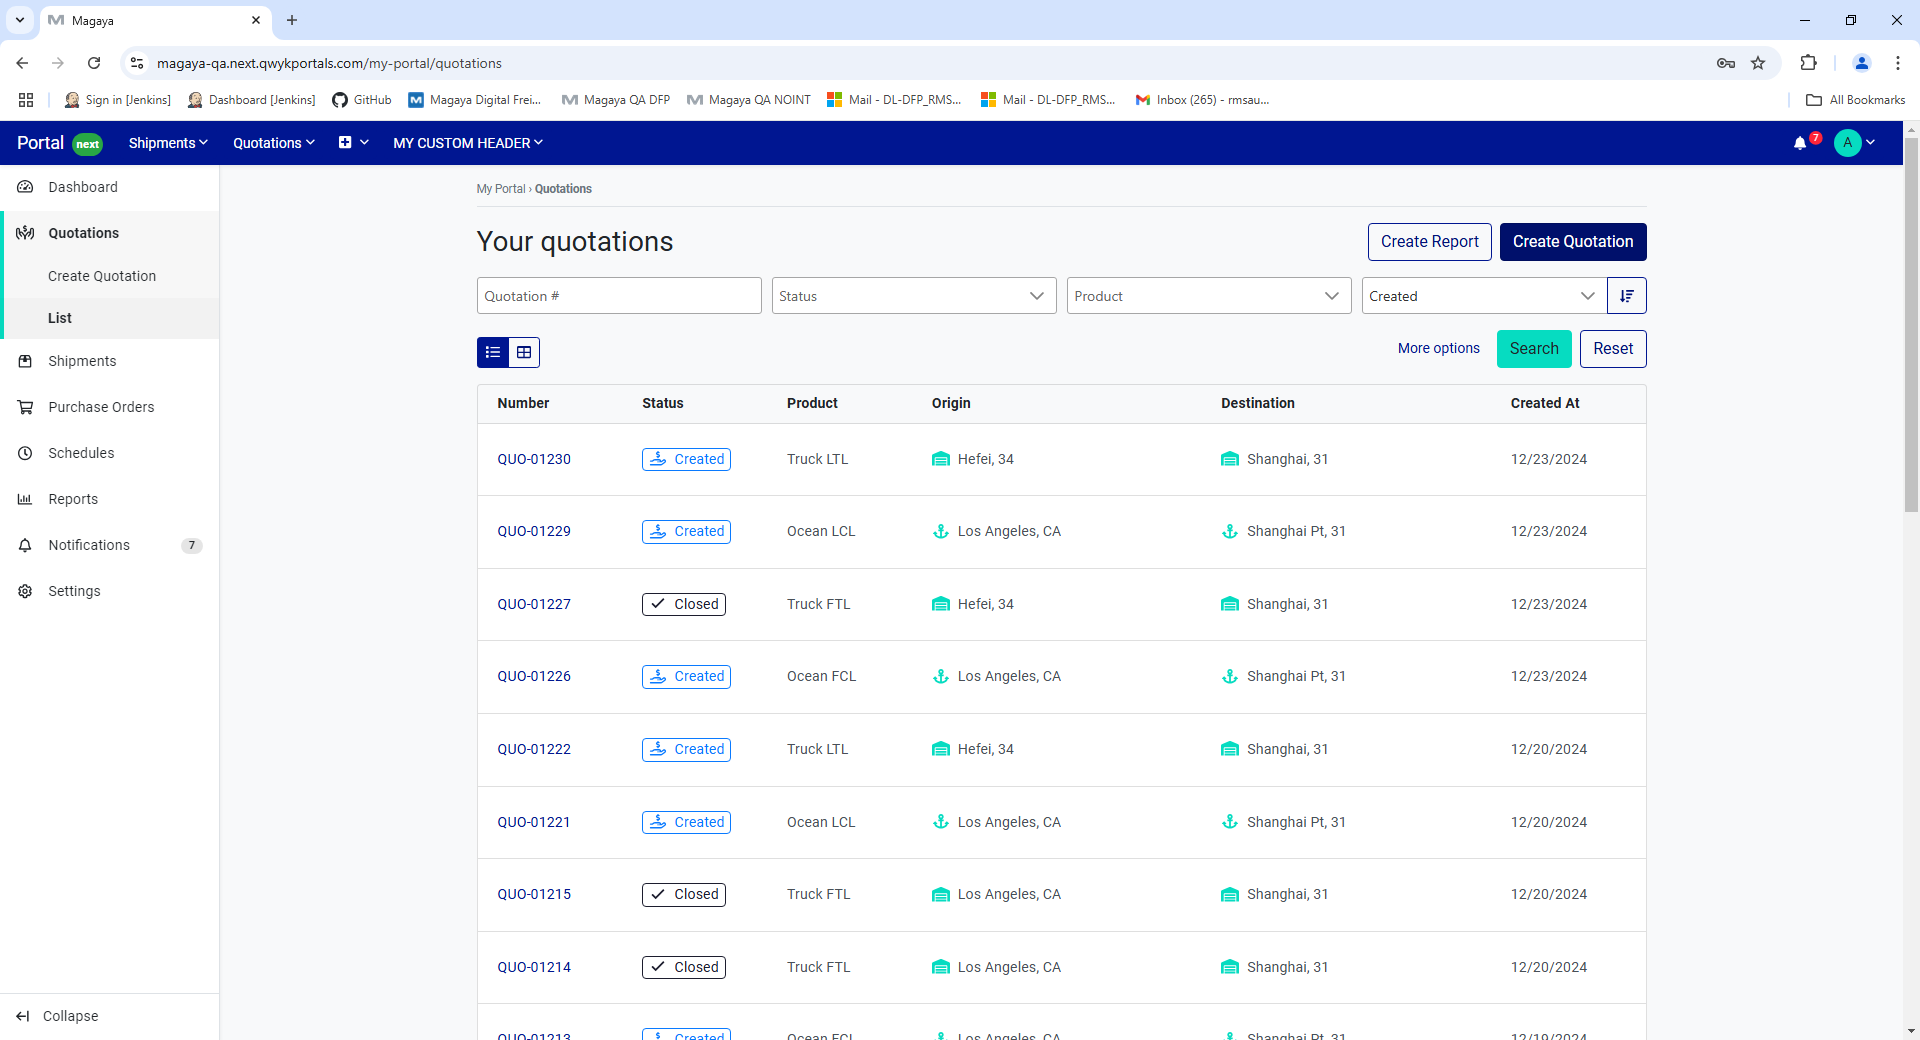 Magaya
magaya-qa.next.qwykportals.com/my-portal/quotations
Sign in [Jenkins] Dashboard [Jenkins] GitHub Magaya Digital Frei... Magaya QA DFP Magaya QA NOINT Mail - DL-DFP_RMS... Mail - DL-DFP_RMS... Inbox (265) - rmsau... All Bookmarks
Portal next Shipments Quotations MY CUSTOM HEADER 7 A
Dashboard
Quotations
Create Quotation
List
Shipments
Purchase Orders
Schedules
Reports
Notifications 7
Settings
Collapse
My Portal › Quotations
Your quotations Create Report Create Quotation
Quotation # Status Product Created
More options Search Reset
Number Status Product Origin Destination Created At
QUO-01230 Created Truck LTL Hefei, 34 Shanghai, 31 12/23/2024
QUO-01229 Created Ocean LCL Los Angeles, CA Shanghai Pt, 31 12/23/2024
QUO-01227 Closed Truck FTL Hefei, 34 Shanghai, 31 12/23/2024
QUO-01226 Created Ocean FCL Los Angeles, CA Shanghai Pt, 31 12/23/2024
QUO-01222 Created Truck LTL Hefei, 34 Shanghai, 31 12/20/2024
QUO-01221 Created Ocean LCL Los Angeles, CA Shanghai Pt, 31 12/20/2024
QUO-01215 Closed Truck FTL Los Angeles, CA Shanghai, 31 12/20/2024
QUO-01214 Closed Truck FTL Los Angeles, CA Shanghai, 31 12/20/2024
QUO-01213 Created Ocean FCL Los Angeles, CA Shanghai Pt, 31 12/19/2024